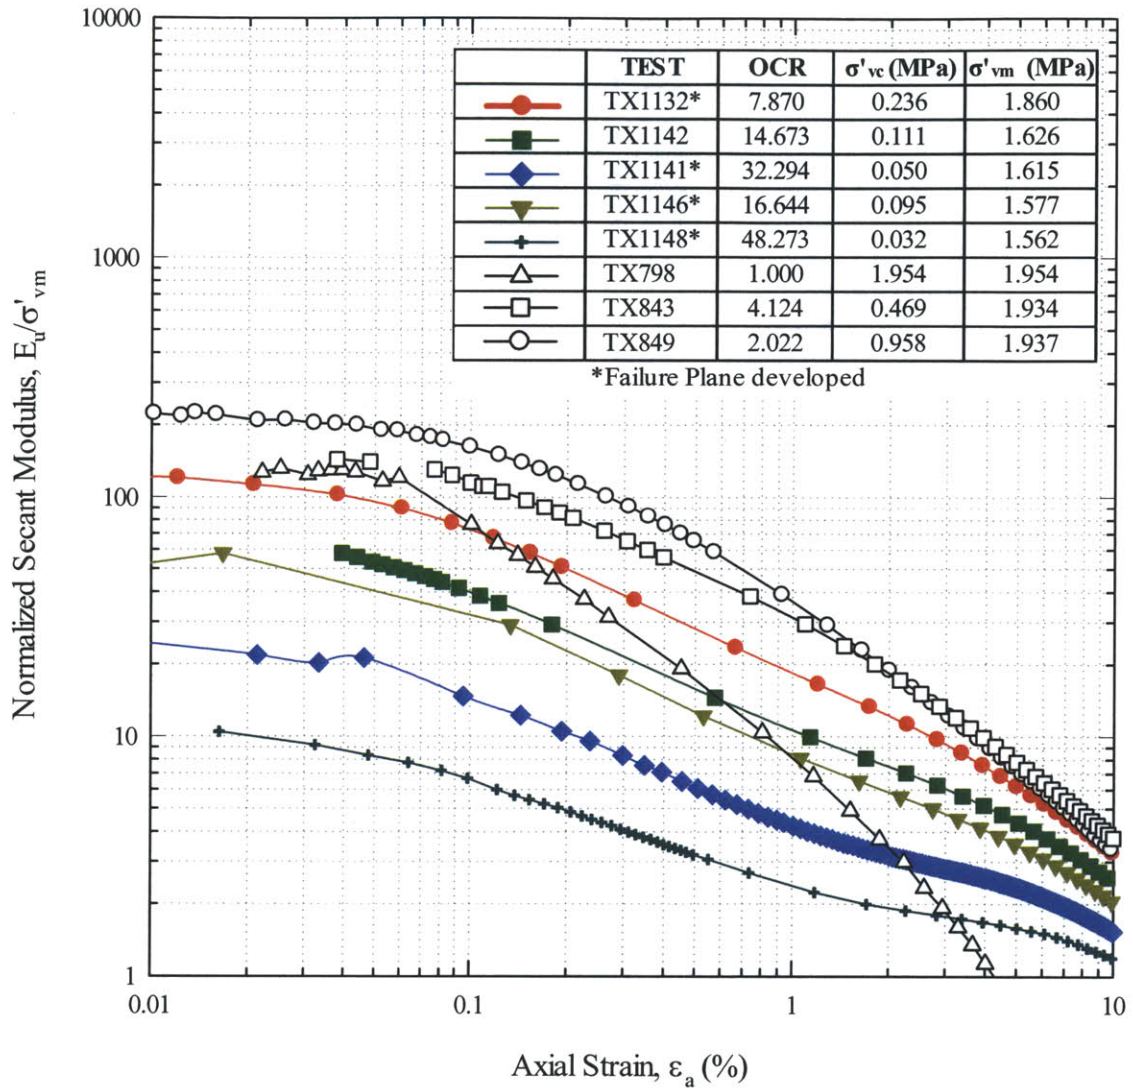 10000
TEST OCR σ'vc (MPa) σ'vm (MPa)
TX1132* 7.870 0.236 1.860
TX1142 14.673 0.111 1.626
TX1141* 32.294 0.050 1.615
TX1146* 16.644 0.095 1.577
TX1148* 48.273 0.032 1.562
TX798 1.000 1.954 1.954
TX843 4.124 0.469 1.934
TX849 2.022 0.958 1.937
*Failure Plane developed
1000
100
10
1
Normalized Secant Modulus, Eu/σ'vm
0.01 0.1 1 10
Axial Strain, εa (%)